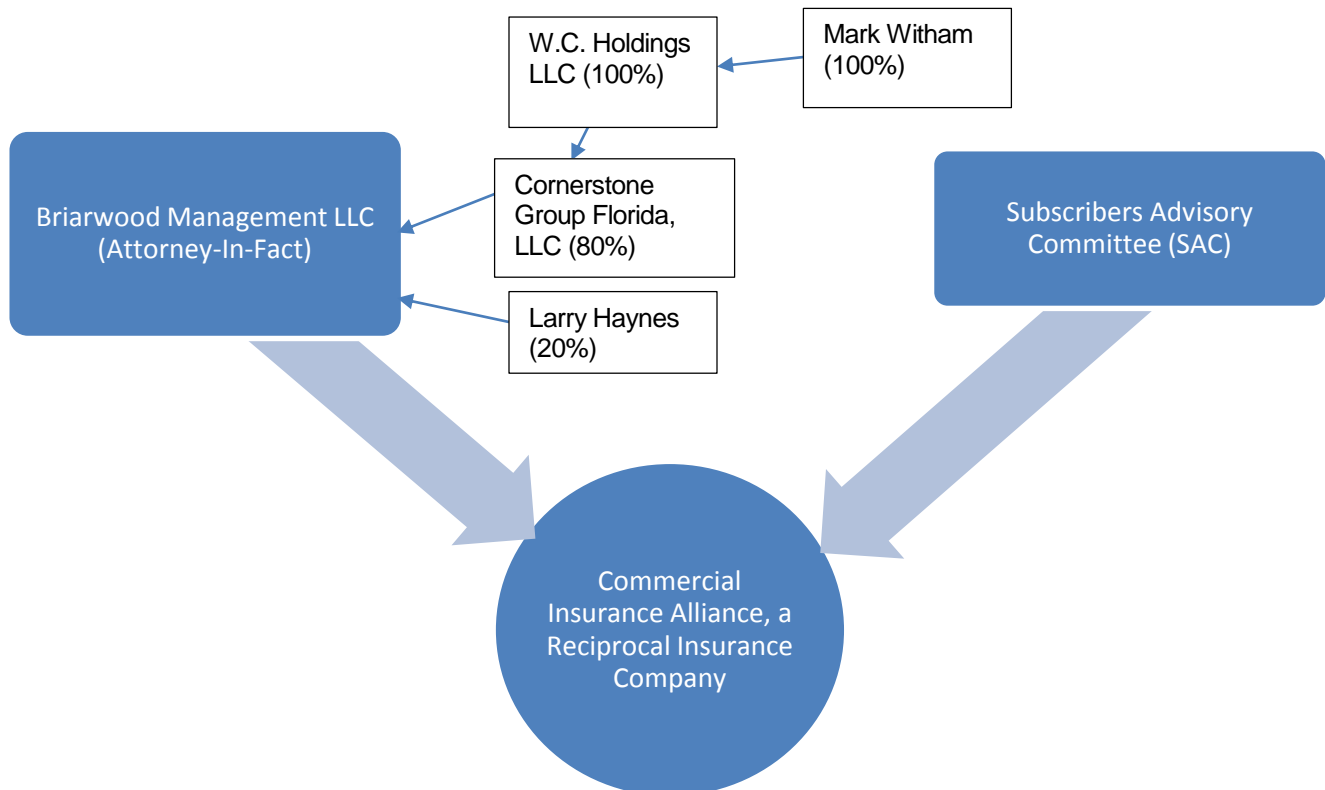 W.C. Holdings
LLC (100%)
Mark Witham
(100%)
Briarwood Management LLC
(Attorney-In-Fact)
Cornerstone
Group Florida,
LLC (80%)
Subscribers Advisory
Committee (SAC)
Larry Haynes
(20%)
Commercial
Insurance Alliance, a
Reciprocal Insurance
Company